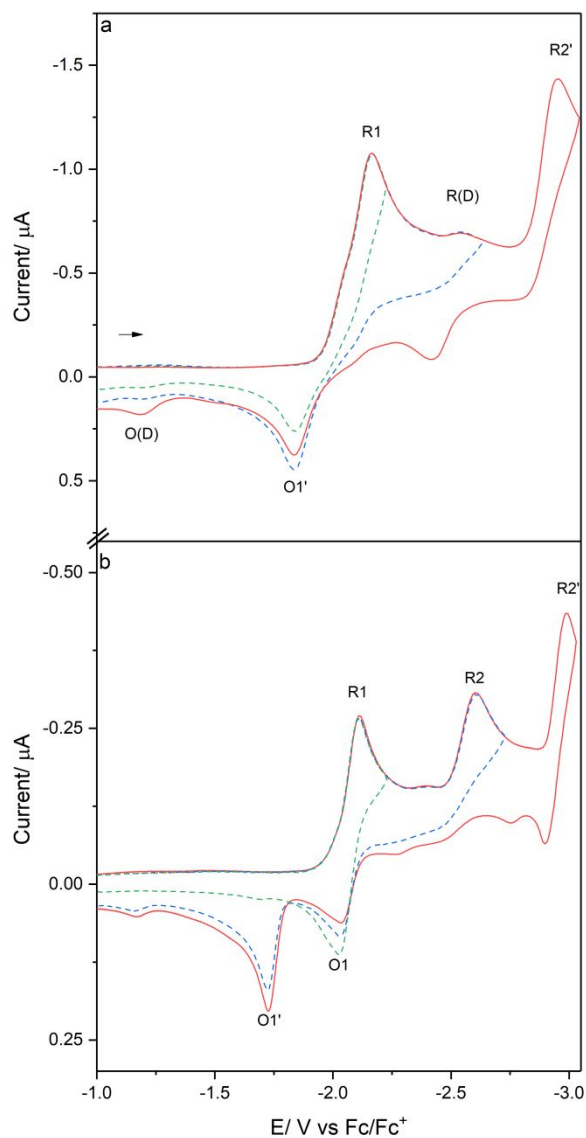 a
R2'
-1.5
R1
-1.0
R(D)
-0.5
Current/ μA
0.0
O(D)
O1'
0.5
b
-0.50
R2'
R1
R2
-0.25
Current/ μA
0.00
O1
O1'
0.25
-1.0 -1.5 -2.0 -2.5 -3.0
E/ V vs Fc/Fc+